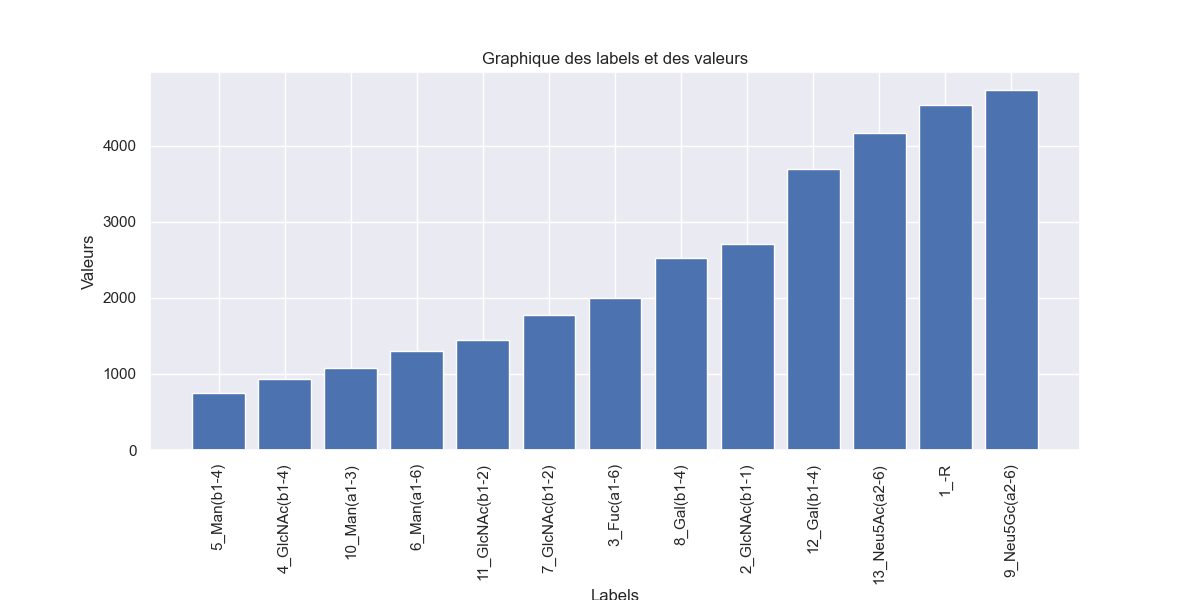 Graphique des labels et des valeurs
Valeurs
4000
3000
2000
1000
0
5_Man(b1-4)
4_GlcNAc(b1-4)
10_Man(a1-3)
6_Man(a1-6)
11_GlcNAc(b1-2)
7_GlcNAc(b1-2)
3_Fuc(a1-6)
8_Gal(b1-4)
2_GlcNAc(b1-1)
12_Gal(b1-4)
13_Neu5Ac(a2-6)
1_-R
9_Neu5Gc(a2-6)
Labels